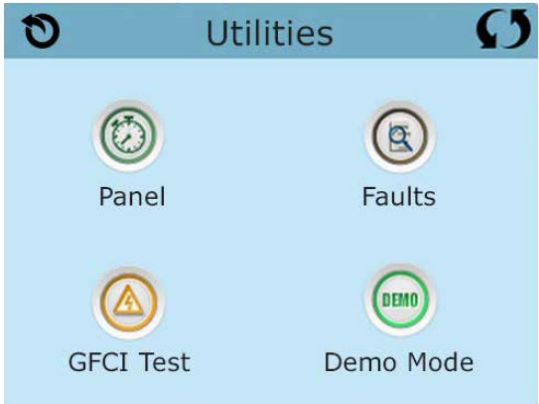 Utilities
Panel
Faults
DEMO
GFCI Test
Demo Mode